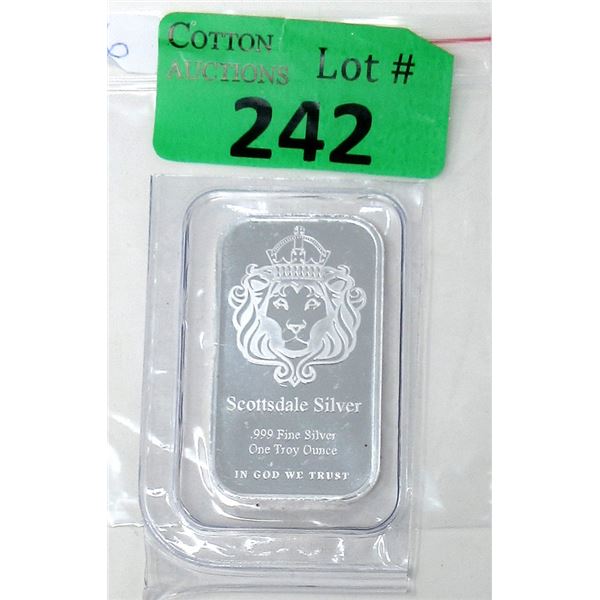 COTTON
AUCTIONS
Lot #
242
Scottsdale Silver
.999 Fine Silver
One Troy Ounce
IN GOD WE TRUST